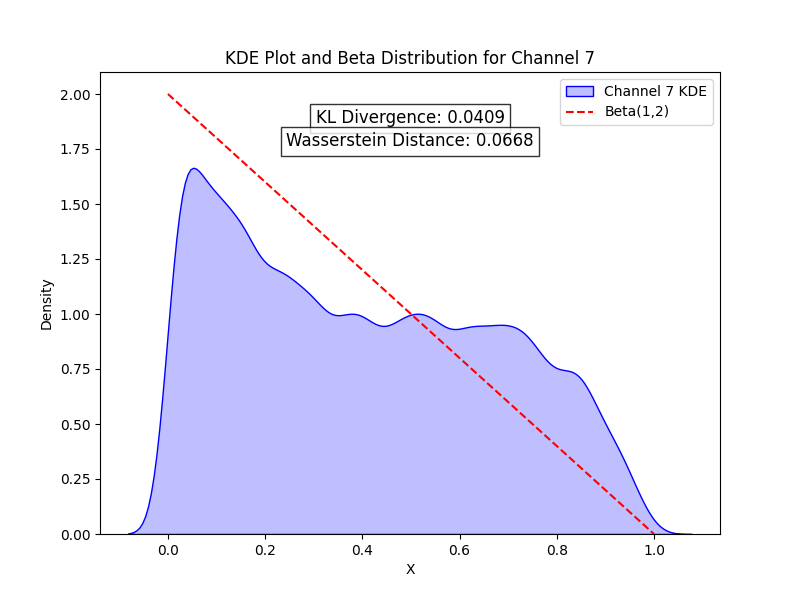 KDE Plot and Beta Distribution for Channel 7
Channel 7 KDE
Beta(1,2)
KL Divergence: 0.0409
Wasserstein Distance: 0.0668
Density
2.00
1.75
1.50
1.25
1.00
0.75
0.50
0.25
0.00
0.0 0.2 0.4 0.6 0.8 1.0
X